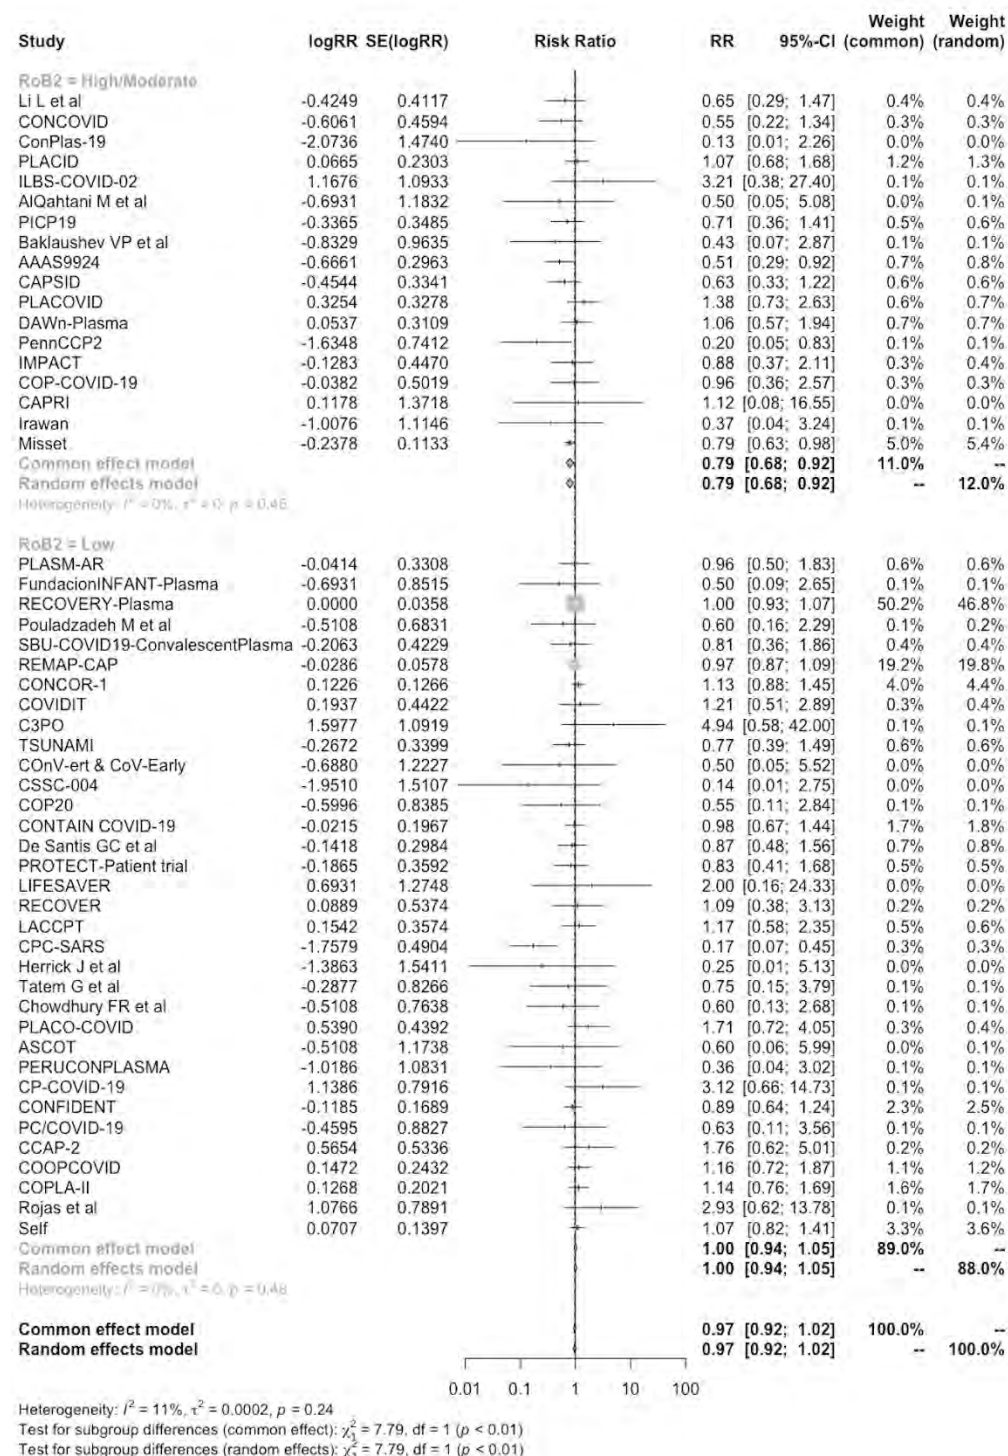 Weight Weight
Study logRR SE(logRR) Risk Ratio RR 95%-CI (common) (random)
RoB2 = High/Moderate
Li L et al -0.4249 0.4117 0.65 [0.29; 1.47] 0.4% 0.4%
CONCOVID -0.6061 0.4594 0.55 [0.22; 1.34] 0.3% 0.3%
ConPlas-19 -2.0736 1.4740 0.13 [0.01; 2.26] 0.0% 0.0%
PLACID 0.0665 0.2303 1.07 [0.68; 1.68] 1.2% 1.3%
ILBS-COVID-02 1.1676 1.0933 3.21 [0.38; 27.40] 0.1% 0.1%
AlQahtani M et al -0.6931 1.1832 0.50 [0.05; 5.08] 0.0% 0.1%
PICP19 -0.3365 0.3485 0.71 [0.36; 1.41] 0.5% 0.6%
Baklaushev VP et al -0.8329 0.9635 0.43 [0.07; 2.87] 0.1% 0.1%
AAAS9924 -0.6661 0.2963 0.51 [0.29; 0.92] 0.7% 0.8%
CAPSID -0.4544 0.3341 0.63 [0.33; 1.22] 0.6% 0.6%
PLACOVID 0.3254 0.3278 1.38 [0.73; 2.63] 0.6% 0.7%
DAWn-Plasma 0.0537 0.3109 1.06 [0.57; 1.94] 0.7% 0.7%
PennCCP2 -1.6348 0.7412 0.20 [0.05; 0.83] 0.1% 0.1%
IMPACT -0.1283 0.4470 0.88 [0.37; 2.11] 0.3% 0.4%
COP-COVID-19 -0.0382 0.5019 0.96 [0.36; 2.57] 0.3% 0.3%
CAPRI 0.1178 1.3718 1.12 [0.08; 16.55] 0.0% 0.0%
Irawan -1.0076 1.1146 0.37 [0.04; 3.24] 0.1% 0.1%
Misset -0.2378 0.1133 0.79 [0.63; 0.98] 5.0% 5.4%
Common effect model 0.79 [0.68; 0.92] 11.0% --
Random effects model 0.79 [0.68; 0.92] -- 12.0%
Heterogeneity: I² = 0%, τ² = 0, p = 0.46
RoB2 = Low
PLASM-AR -0.0414 0.3308 0.96 [0.50; 1.83] 0.6% 0.6%
FundacionINFANT-Plasma -0.6931 0.8515 0.50 [0.09; 2.65] 0.1% 0.1%
RECOVERY-Plasma 0.0000 0.0358 1.00 [0.93; 1.07] 50.2% 46.8%
Pouladzadeh M et al -0.5108 0.6831 0.60 [0.16; 2.29] 0.1% 0.2%
SBU-COVID19-ConvalescentPlasma -0.2063 0.4229 0.81 [0.36; 1.86] 0.4% 0.4%
REMAP-CAP -0.0286 0.0578 0.97 [0.87; 1.09] 19.2% 19.8%
CONCOR-1 0.1226 0.1266 1.13 [0.88; 1.45] 4.0% 4.4%
COVIDIT 0.1937 0.4422 1.21 [0.51; 2.89] 0.3% 0.4%
C3PO 1.5977 1.0919 4.94 [0.58; 42.00] 0.1% 0.1%
TSUNAMI -0.2672 0.3399 0.77 [0.39; 1.49] 0.6% 0.6%
COnV-ert & CoV-Early -0.6880 1.2227 0.50 [0.05; 5.52] 0.0% 0.0%
CSSC-004 -1.9510 1.5107 0.14 [0.01; 2.75] 0.0% 0.0%
COP20 -0.5996 0.8385 0.55 [0.11; 2.84] 0.1% 0.1%
CONTAIN COVID-19 -0.0215 0.1967 0.98 [0.67; 1.44] 1.7% 1.8%
De Santis GC et al -0.1418 0.2984 0.87 [0.48; 1.56] 0.7% 0.8%
PROTECT-Patient trial -0.1865 0.3592 0.83 [0.41; 1.68] 0.5% 0.5%
LIFESAVER 0.6931 1.2748 2.00 [0.16; 24.33] 0.0% 0.0%
RECOVER 0.0889 0.5374 1.09 [0.38; 3.13] 0.2% 0.2%
LACCPT 0.1542 0.3574 1.17 [0.58; 2.35] 0.5% 0.6%
CPC-SARS -1.7579 0.4904 0.17 [0.07; 0.45] 0.3% 0.3%
Herrick J et al -1.3863 1.5411 0.25 [0.01; 5.13] 0.0% 0.0%
Tatem G et al -0.2877 0.8266 0.75 [0.15; 3.79] 0.1% 0.1%
Chowdhury FR et al -0.5108 0.7638 0.60 [0.13; 2.68] 0.1% 0.1%
PLACO-COVID 0.5390 0.4392 1.71 [0.72; 4.05] 0.3% 0.4%
ASCOT -0.5108 1.1738 0.60 [0.06; 5.99] 0.0% 0.1%
PERUCONPLASMA -1.0186 1.0831 0.36 [0.04; 3.02] 0.1% 0.1%
CP-COVID-19 1.1386 0.7916 3.12 [0.66; 14.73] 0.1% 0.1%
CONFIDENT -0.1185 0.1689 0.89 [0.64; 1.24] 2.3% 2.5%
PC/COVID-19 -0.4595 0.8827 0.63 [0.11; 3.56] 0.1% 0.1%
CCAP-2 0.5654 0.5336 1.76 [0.62; 5.01] 0.2% 0.2%
COOPCOVID 0.1472 0.2432 1.16 [0.72; 1.87] 1.1% 1.2%
COPLA-II 0.1268 0.2021 1.14 [0.76; 1.69] 1.6% 1.7%
Rojas et al 1.0766 0.7891 2.93 [0.62; 13.78] 0.1% 0.1%
Self 0.0707 0.1397 1.07 [0.82; 1.41] 3.3% 3.6%
Common effect model 1.00 [0.94; 1.05] 89.0% --
Random effects model 1.00 [0.94; 1.05] -- 88.0%
Heterogeneity: I² = 0%, τ² = 0, p = 0.48
Common effect model 0.97 [0.92; 1.02] 100.0% --
Random effects model 0.97 [0.92; 1.02] -- 100.0%
0.01 0.1 1 10 100
Heterogeneity: I² = 11%, τ² = 0.0002, p = 0.24
Test for subgroup differences (common effect): χ²₁ = 7.79, df = 1 (p < 0.01)
Test for subgroup differences (random effects): χ²₁ = 7.79, df = 1 (p < 0.01)